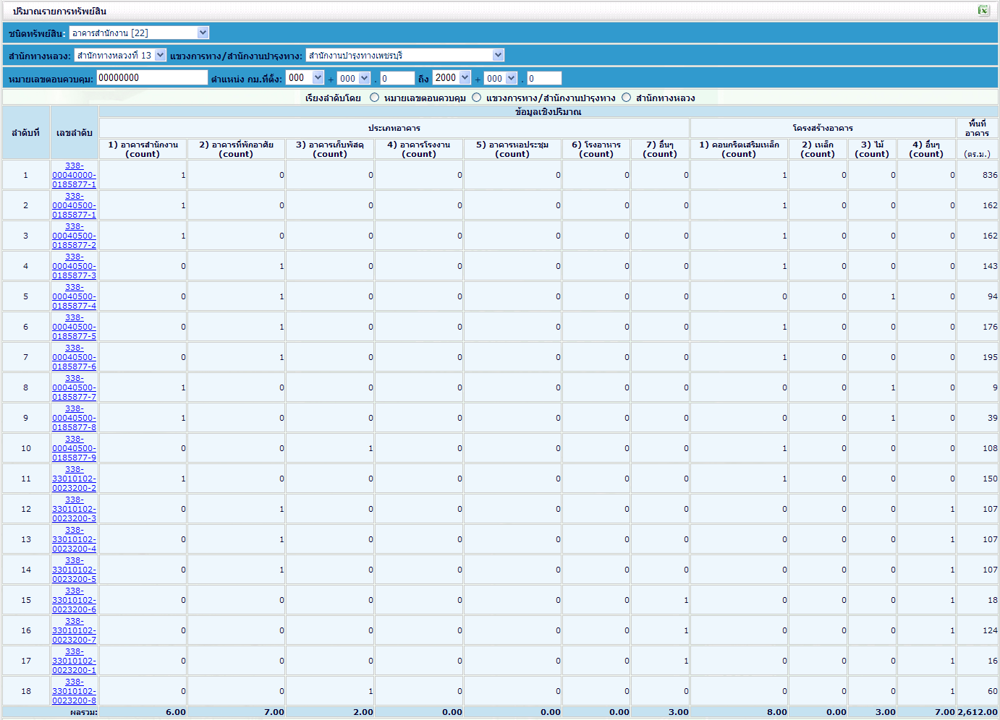 ปริมาณรายการทรัพย์สิน
ชนิดทรัพย์สิน: อาคารสำนักงาน [22]
สำนักทางหลวง: สำนักทางหลวงที่ 13 แขวงการทาง/สำนักงานบำรุงทาง: สำนักงานบำรุงทางเพชรบุรี
หมายเลขตอนควบคุม: 00000000 ตำแหน่ง กม.ที่ตั้ง: 000 + 000 . 0 ถึง 2000 + 000 . 0
เรียงลำดับโดย หมายเลขตอนควบคุม แขวงการทาง/สำนักงานบำรุงทาง สำนักทางหลวง
ลำดับที่ เลขลำดับ ข้อมูลเชิงปริมาณ
ประเภทอาคาร โครงสร้างอาคาร พื้นที่อาคาร
1) อาคารสำนักงาน (count) 2) อาคารที่พักอาศัย (count) 3) อาคารเก็บพัสดุ (count) 4) อาคารโรงงาน (count) 5) อาคารหอประชุม (count) 6) โรงอาหาร (count) 7) อื่นๆ (count) 1) คอนกรีตเสริมเหล็ก (count) 2) เหล็ก (count) 3) ไม้ (count) 4) อื่นๆ (count) (ตร.ม.)
1 338-00040000-0185877-1 1 0 0 0 0 0 0 1 0 0 0 836
2 338-00040500-0185877-1 1 0 0 0 0 0 0 1 0 0 0 162
3 338-00040500-0185877-2 1 0 0 0 0 0 0 1 0 0 0 162
4 338-00040500-0185877-3 0 1 0 0 0 0 0 1 0 0 0 143
5 338-00040500-0185877-4 0 1 0 0 0 0 0 0 0 1 0 94
6 338-00040500-0185877-5 0 1 0 0 0 0 0 1 0 0 0 176
7 338-00040500-0185877-6 0 1 0 0 0 0 0 1 0 0 0 195
8 338-00040500-0185877-7 1 0 0 0 0 0 0 0 0 1 0 9
9 338-00040500-0185877-8 1 0 0 0 0 0 0 0 0 1 0 39
10 338-00040500-0185877-9 0 0 1 0 0 0 0 1 0 0 0 108
11 338-33010102-0023200-2 1 0 0 0 0 0 0 1 0 0 0 150
12 338-33010102-0023200-3 0 1 0 0 0 0 0 0 0 0 1 107
13 338-33010102-0023200-4 0 1 0 0 0 0 0 0 0 0 1 107
14 338-33010102-0023200-5 0 1 0 0 0 0 0 0 0 0 1 107
15 338-33010102-0023200-6 0 0 0 0 0 0 1 0 0 0 1 18
16 338-33010102-0023200-7 0 0 0 0 0 0 1 0 0 0 1 124
17 338-33010102-0023200-1 0 0 0 0 0 0 1 0 0 0 1 16
18 338-33010102-0023200-8 0 0 1 0 0 0 0 0 0 0 1 60
ผลรวม: 6.00 7.00 2.00 0.00 0.00 0.00 3.00 8.00 0.00 3.00 7.00 2,612.00